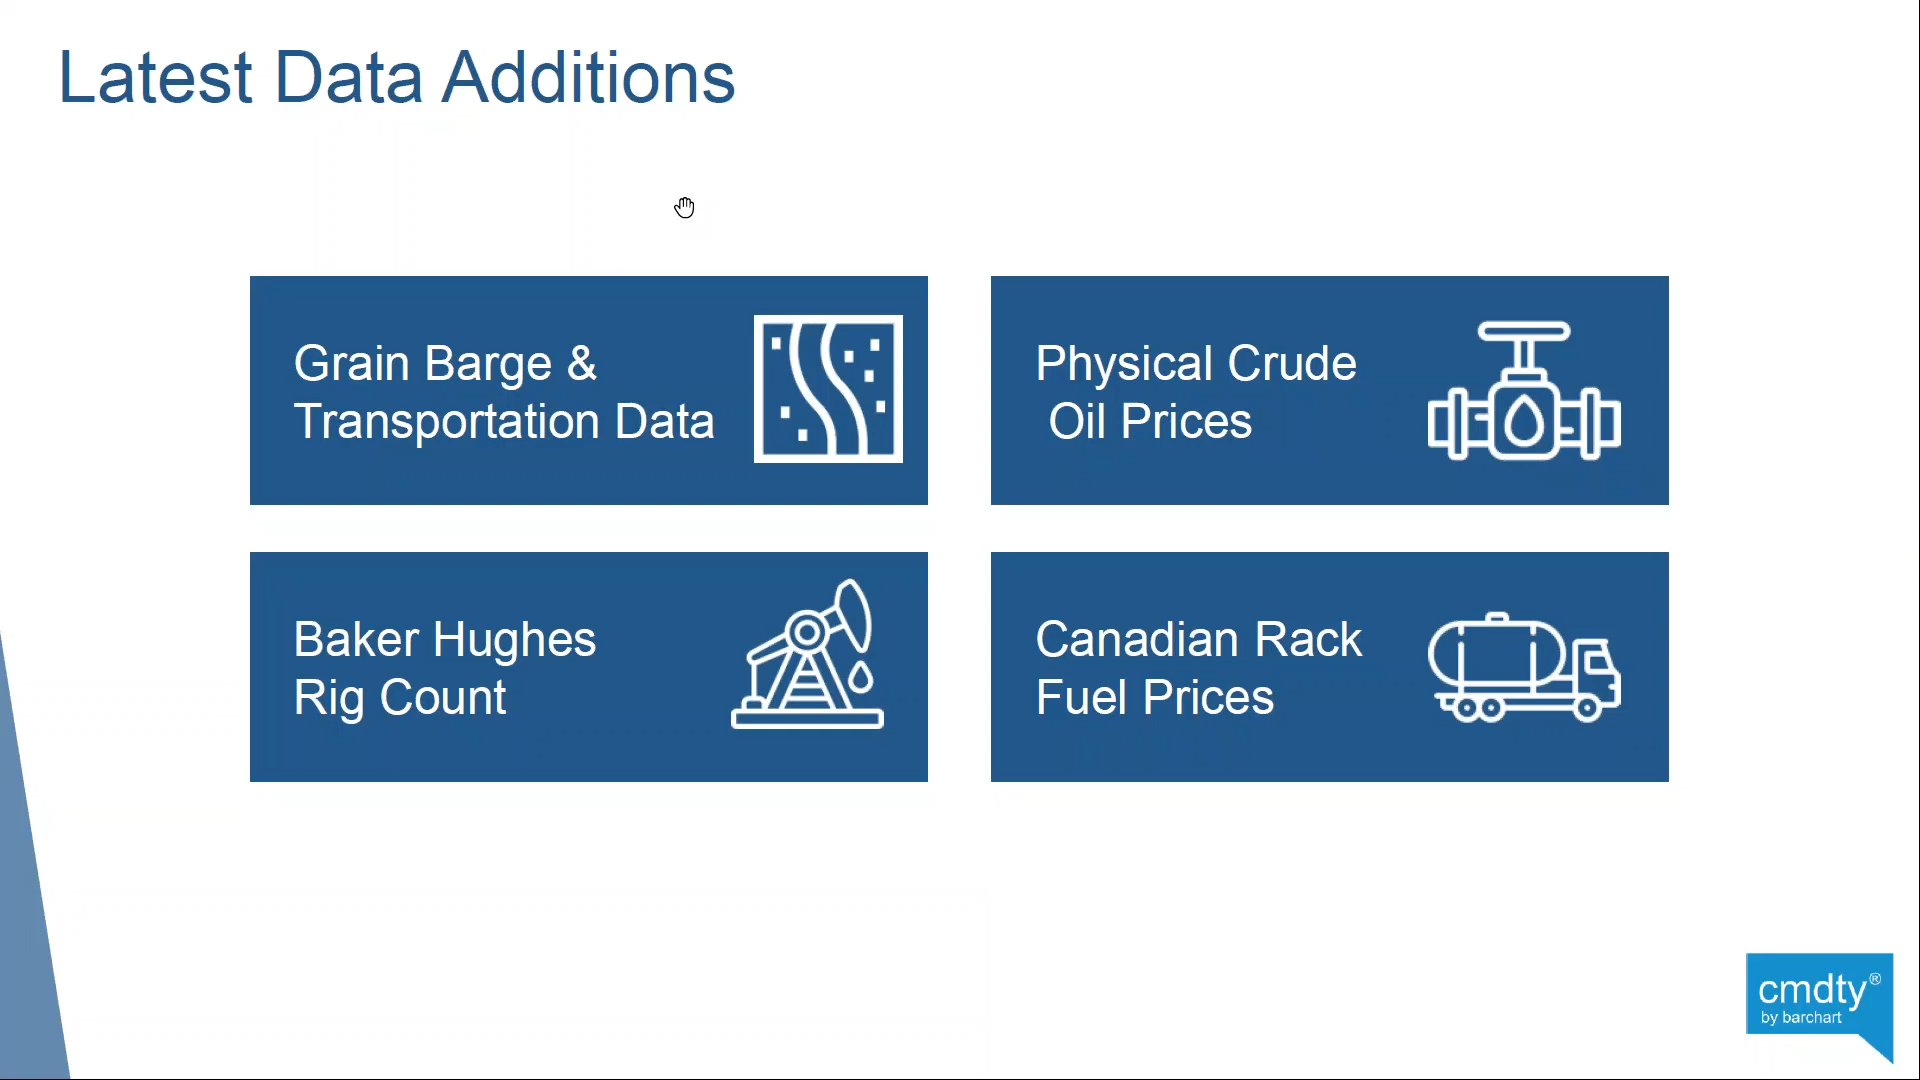 Latest Data Additions
Grain Barge &
Transportation Data
Physical Crude
Oil Prices
Baker Hughes
Rig Count
Canadian Rack
Fuel Prices
cmdty®
by barchart